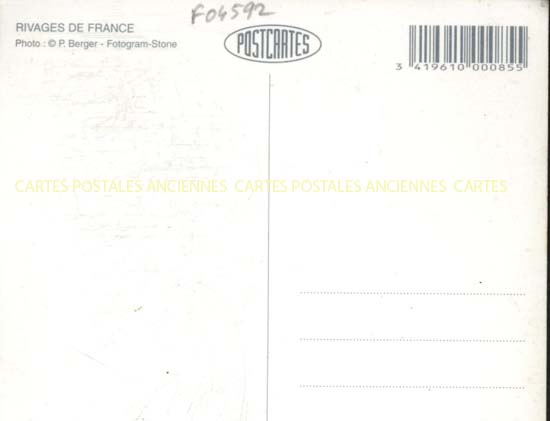 F04592
RIVAGES DE FRANCE
Photo : © P. Berger - Fotogram-Stone
POSTCARTES
3 419610 000855
CARTES POSTALES ANCIENNES CARTES POSTALES ANCIENNES CARTES